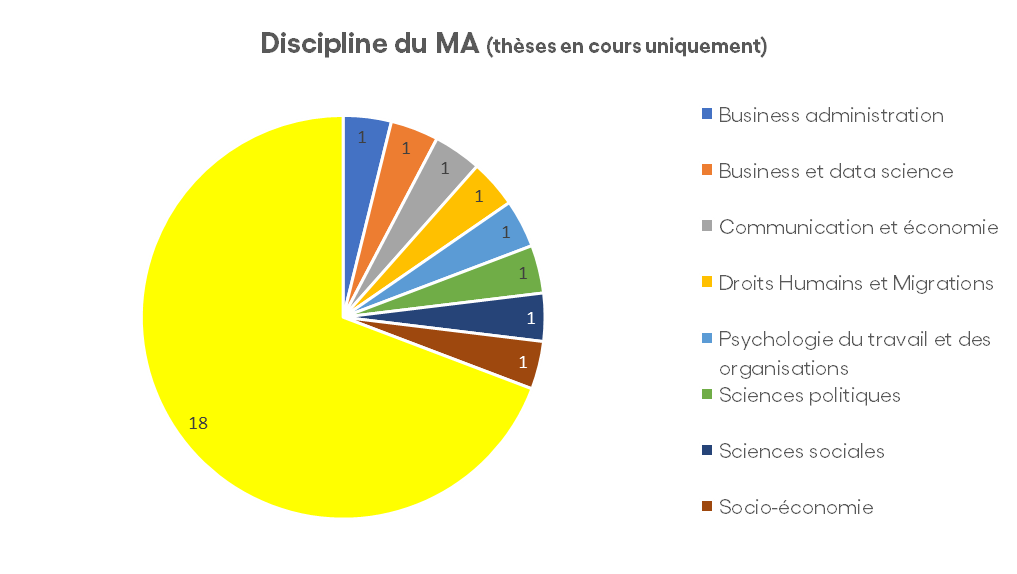 Discipline du MA (thèses en cours uniquement)
1
1
1
1
1
1
1
1
18
Business administration
Business et data science
Communication et économie
Droits Humains et Migrations
Psychologie du travail et des
organisations
Sciences politiques
Sciences sociales
Socio-économie